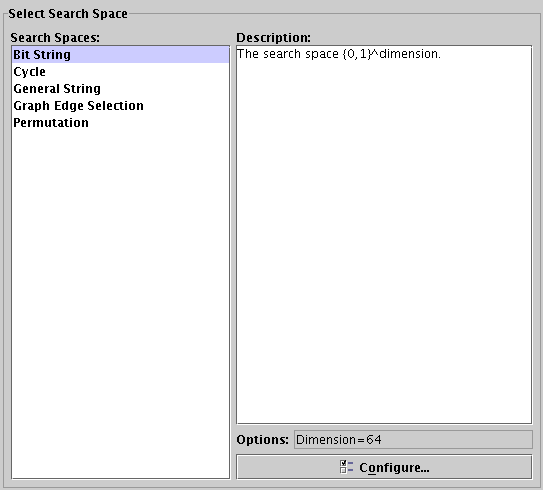 Select Search Space
Search Spaces:
Bit String
Cycle
General String
Graph Edge Selection
Permutation
Description:
The search space {0,1}^dimension.
Options: Dimension=64
Configure...